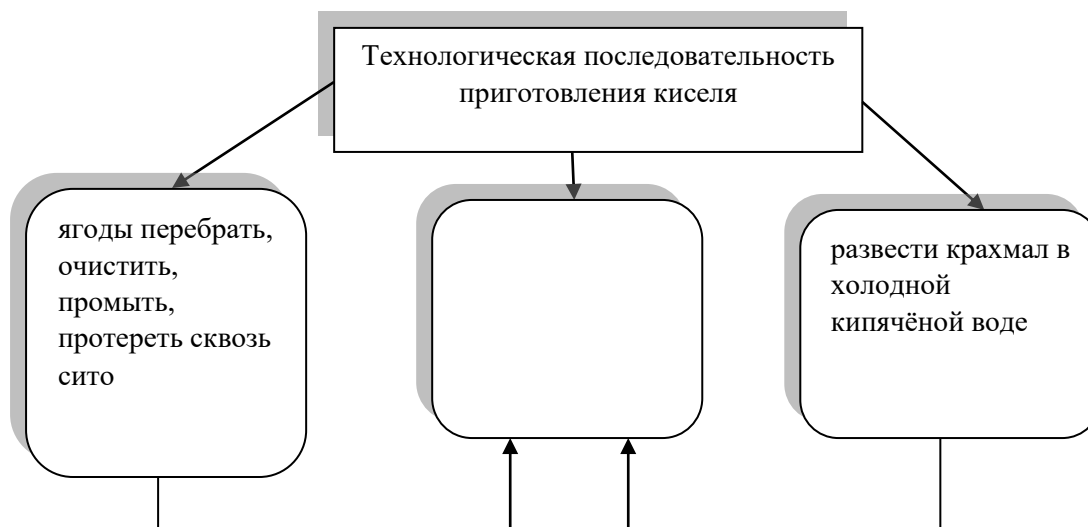 Технологическая последовательность
приготовления киселя
ягоды перебрать,
очистить,
промыть,
протереть сквозь
сито
развести крахмал в
холодной
кипячёной воде